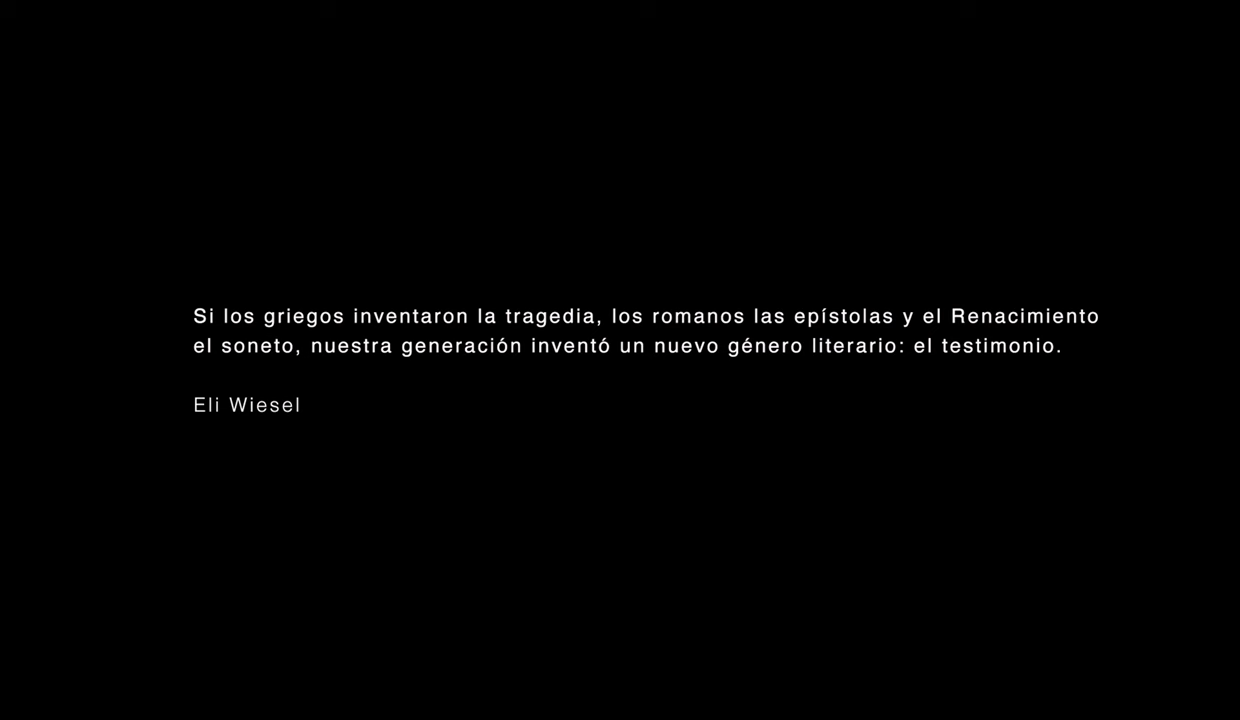 Si los griegos inventaron la tragedia, los romanos las epístolas y el Renacimiento
el soneto, nuestra generación inventó un nuevo género literario: el testimonio.
Eli Wiesel